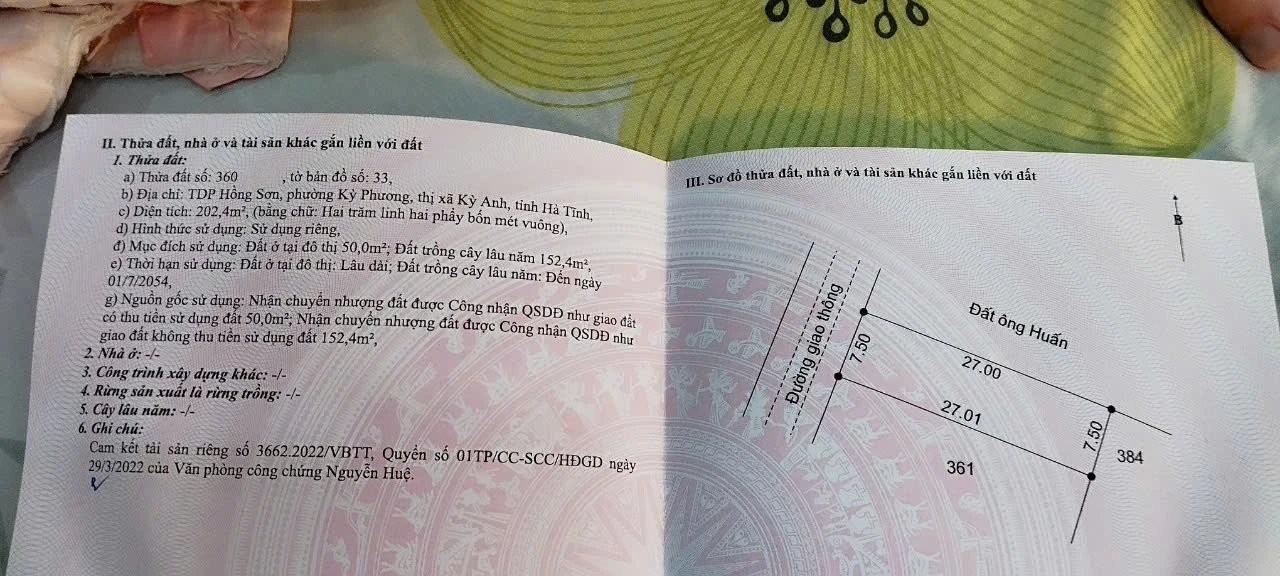 II. Thửa đất, nhà ở và tài sản khác gắn liền với đất
1. Thửa đất:
a) Thửa đất số: 360 , tờ bản đồ số: 33,
b) Địa chỉ: TDP Hồng Sơn, phường Kỳ Phương, thị xã Kỳ Anh, tỉnh Hà Tĩnh,
c) Diện tích: 202,4m², (bằng chữ: Hai trăm linh hai phẩy bốn mét vuông),
d) Hình thức sử dụng: Sử dụng riêng,
đ) Mục đích sử dụng: Đất ở tại đô thị 50,0m²; Đất trồng cây lâu năm 152,4m²,
e) Thời hạn sử dụng: Đất ở tại đô thị: Lâu dài; Đất trồng cây lâu năm: Đến ngày
01/7/2054,
g) Nguồn gốc sử dụng: Nhận chuyển nhượng đất được Công nhận QSDĐ như giao đất
có thu tiền sử dụng đất 50,0m²; Nhận chuyển nhượng đất được Công nhận QSDĐ như
giao đất không thu tiền sử dụng đất 152,4m²,
2. Nhà ở: -/-
3. Công trình xây dựng khác: -/-
4. Rừng sản xuất là rừng trồng: -/-
5. Cây lâu năm: -/-
6. Ghi chú:
Cam kết tài sản riêng số 3662.2022/VBTT, Quyển số 01TP/CC-SCC/HĐGD ngày
29/3/2022 của Văn phòng công chứng Nguyễn Huệ.
III. Sơ đồ thửa đất, nhà ở và tài sản khác gắn liền với đất
B
Đường giao thông
7.50
Đất ông Huấn
27.00
27.01
7.50
384
361